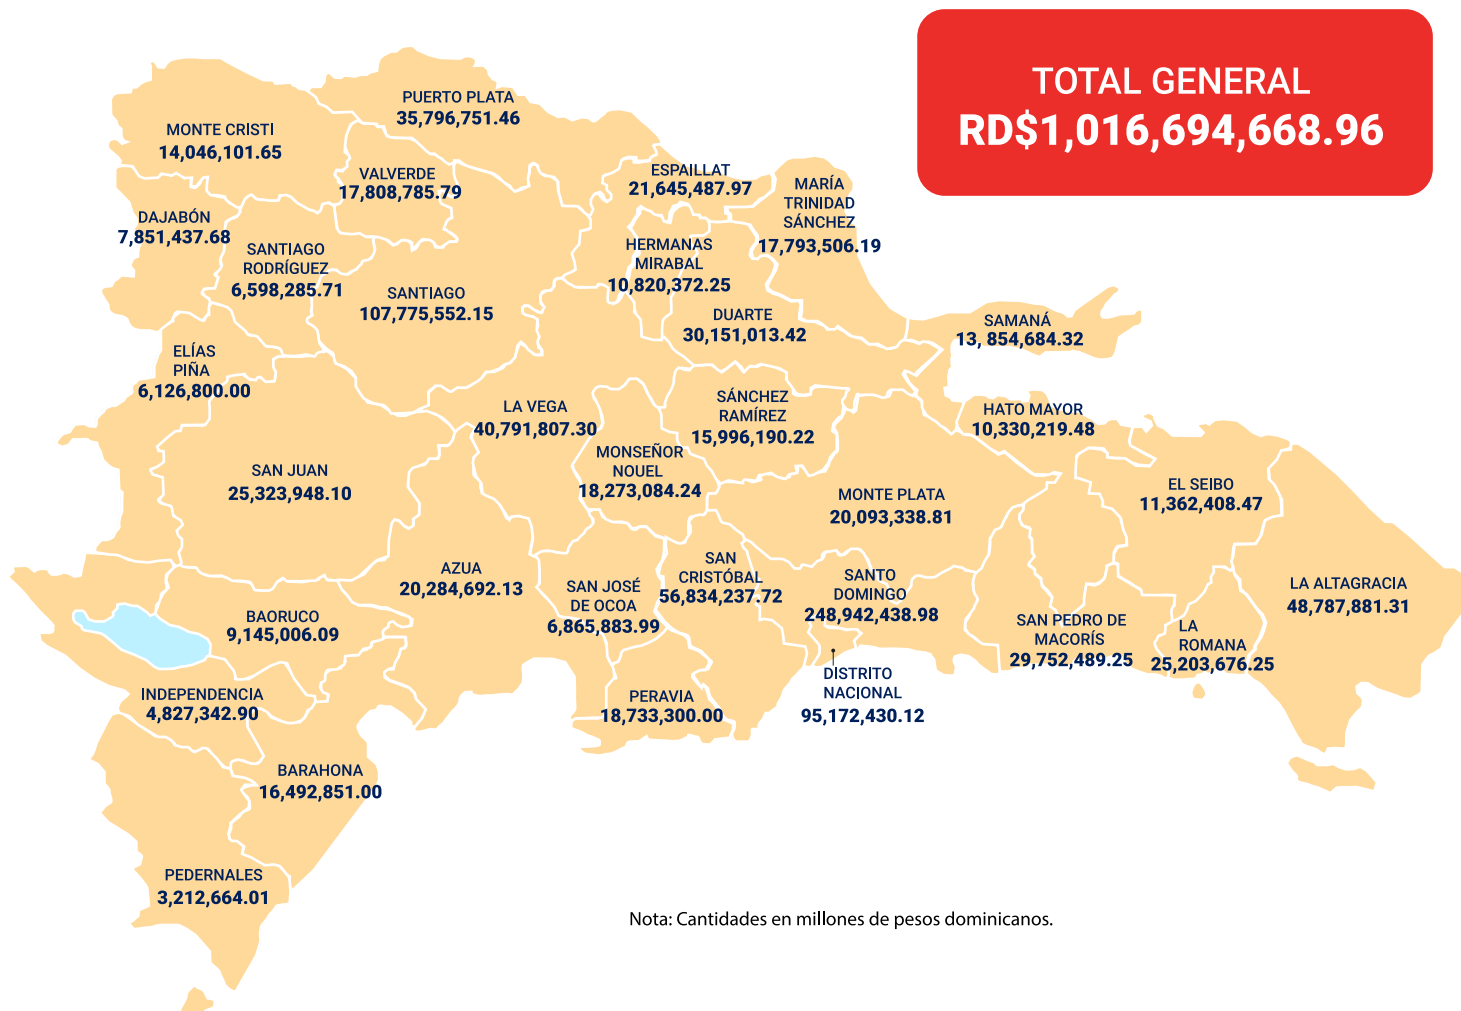 TOTAL GENERAL
RD$1,016,694,668.96
PUERTO PLATA
35,796,751.46
MONTE CRISTI
14,046,101.65
VALVERDE
17,808,785.79
ESPAILLAT
21,645,487.97
MARÍA
TRINIDAD
SÁNCHEZ
17,793,506.19
DAJABÓN
7,851,437.68
SANTIAGO
RODRÍGUEZ
6,598,285.71
HERMANAS
MIRABAL
10,820,372.25
SANTIAGO
107,775,552.15
DUARTE
30,151,013.42
SAMANÁ
13, 854,684.32
ELÍAS
PIÑA
6,126,800.00
LA VEGA
40,791,807.30
SÁNCHEZ
RAMÍREZ
15,996,190.22
HATO MAYOR
10,330,219.48
SAN JUAN
25,323,948.10
MONSEÑOR
NOUEL
18,273,084.24
MONTE PLATA
20,093,338.81
EL SEIBO
11,362,408.47
AZUA
20,284,692.13
SAN JOSÉ
DE OCOA
6,865,883.99
SAN
CRISTÓBAL
56,834,237.72
SANTO
DOMINGO
248,942,438.98
LA ALTAGRACIA
48,787,881.31
BAORUCO
9,145,006.09
SAN PEDRO DE
MACORÍS
29,752,489.25
LA
ROMANA
25,203,676.25
INDEPENDENCIA
4,827,342.90
PERAVIA
18,733,300.00
DISTRITO
NACIONAL
95,172,430.12
BARAHONA
16,492,851.00
PEDERNALES
3,212,664.01
Nota: Cantidades en millones de pesos dominicanos.